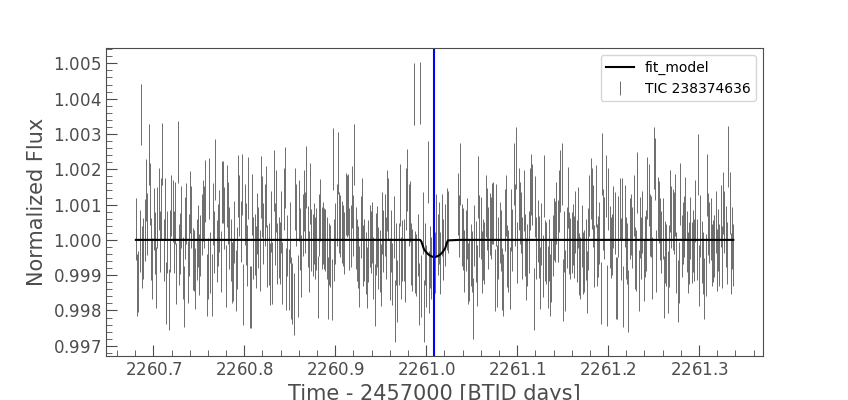 1.005
1.004
1.003
1.002
1.001
1.000
0.999
0.998
0.997
Normalized Flux
fit_model
TIC 238374636
2260.7 2260.8 2260.9 2261.0 2261.1 2261.2 2261.3
Time - 2457000 [BTJD days]